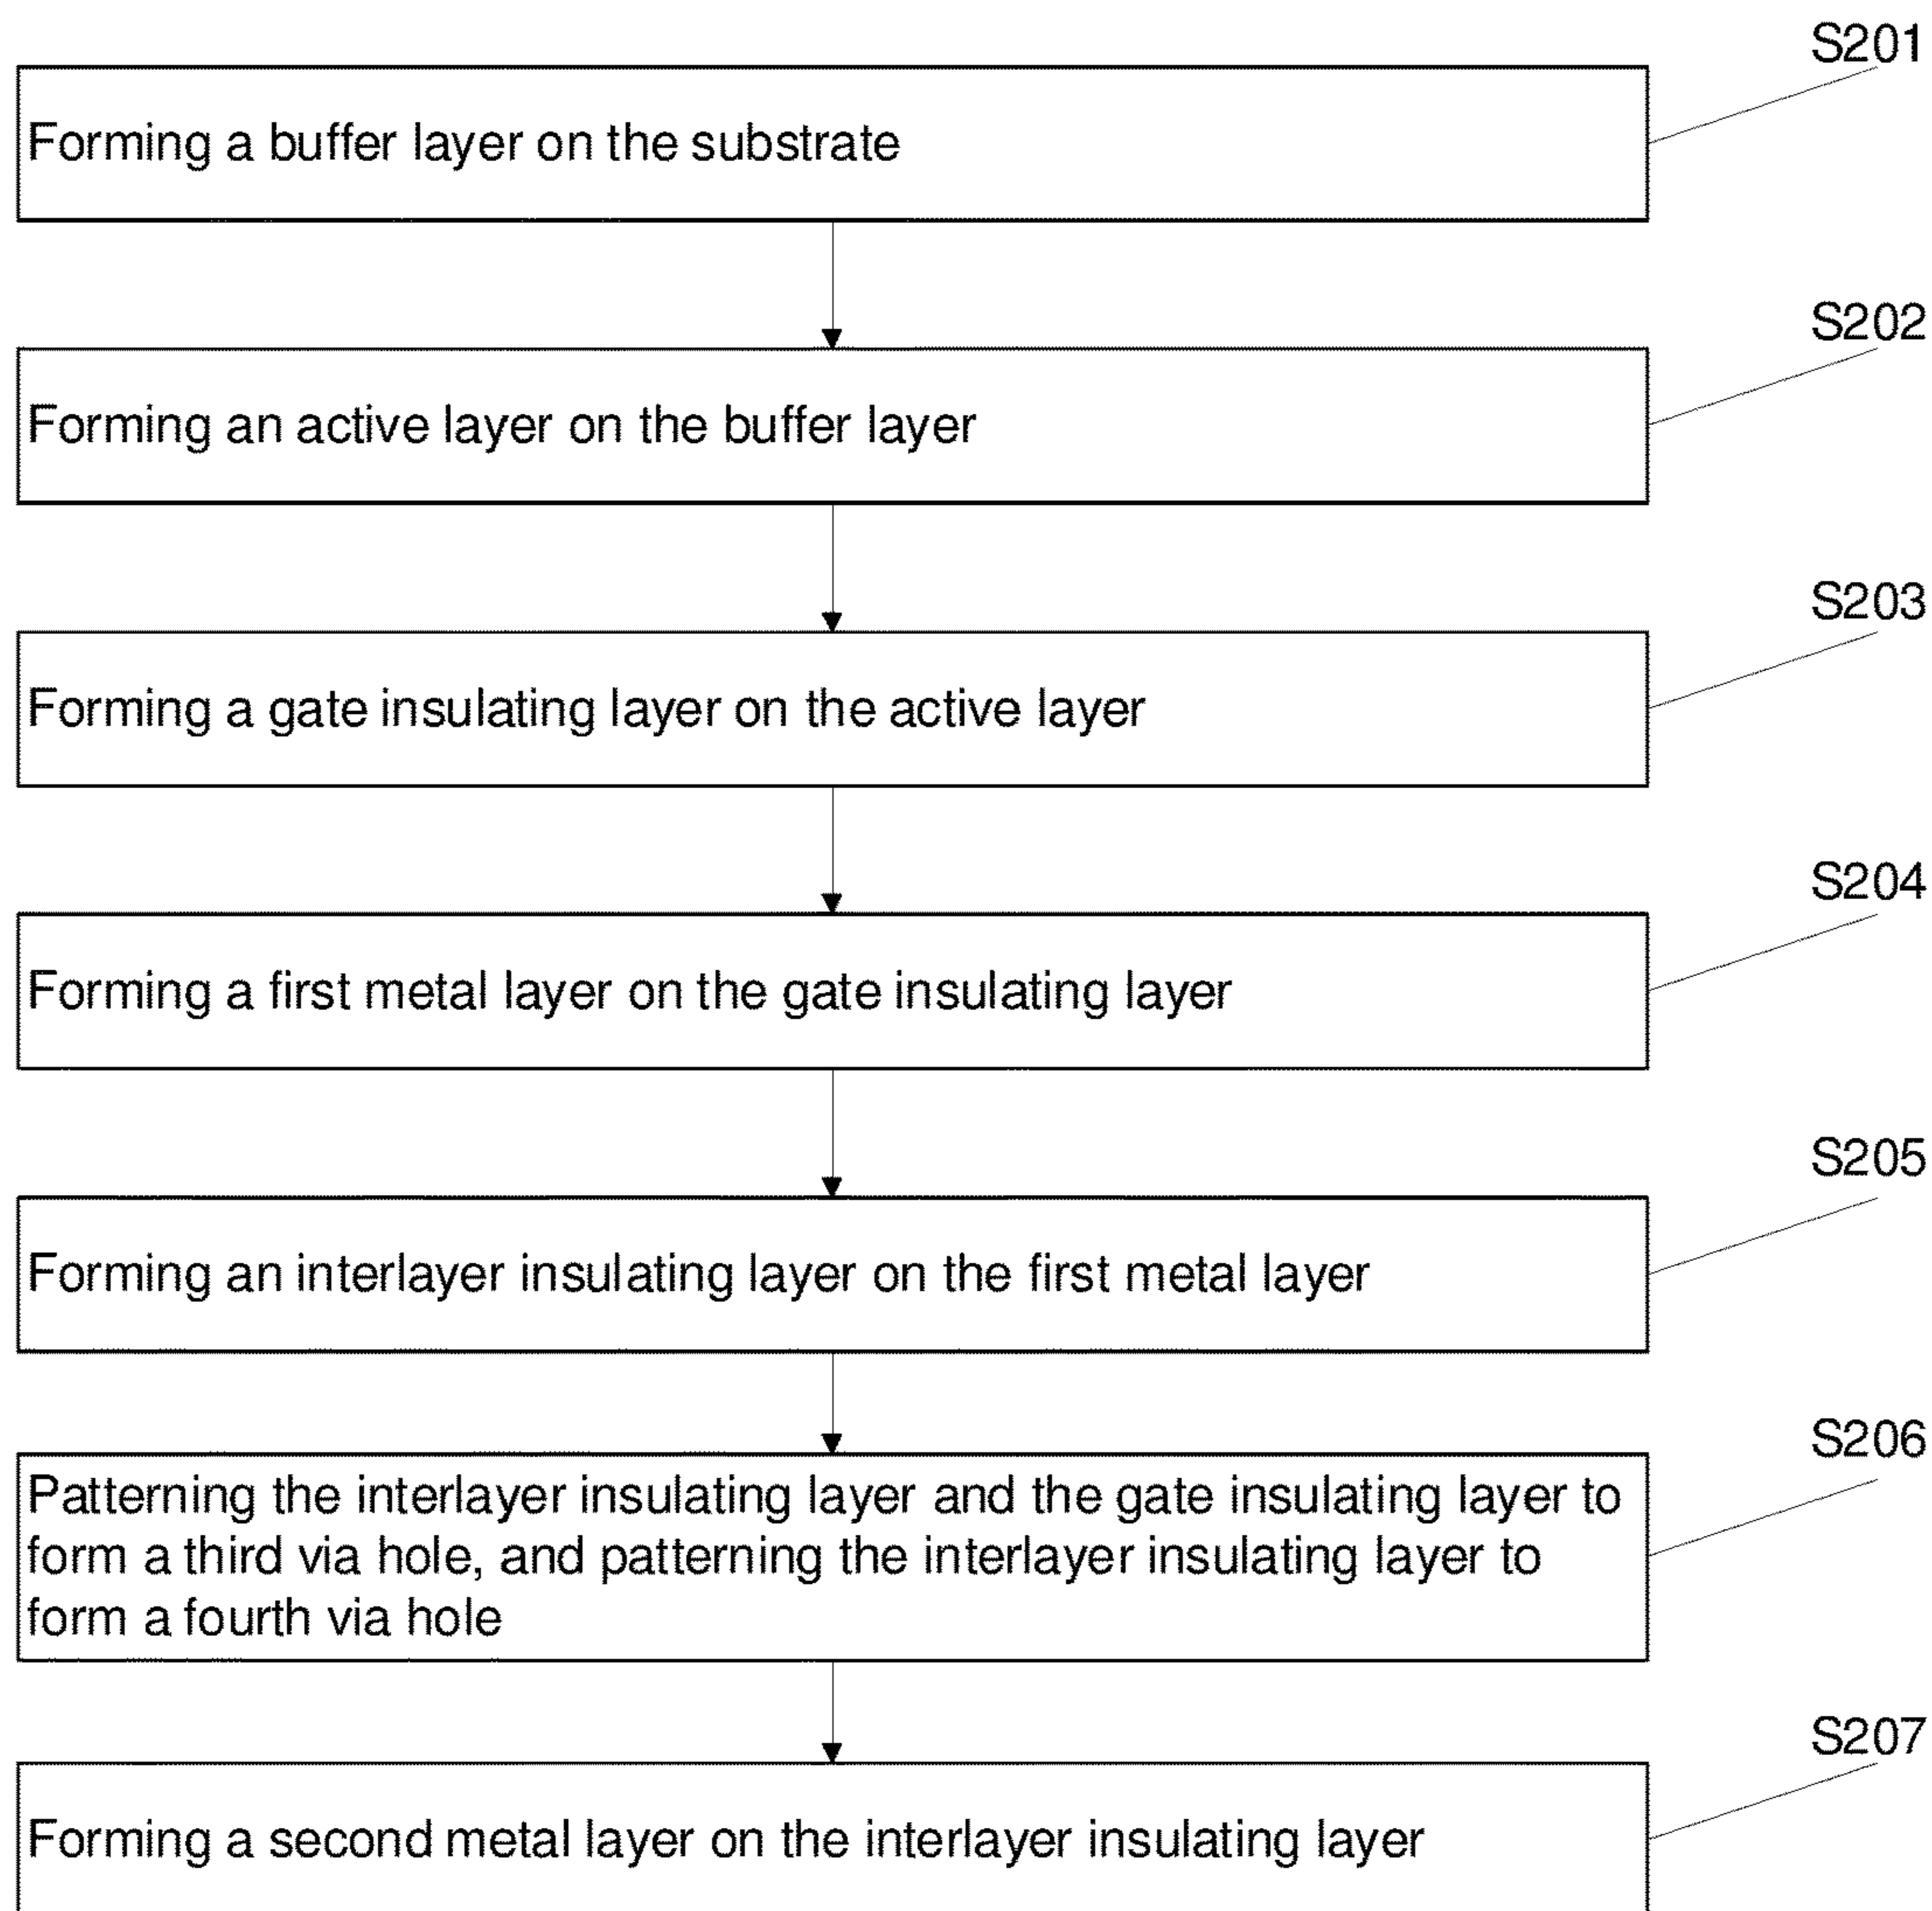 S201
Forming a buffer layer on the substrate
S202
Forming an active layer on the buffer layer
S203
Forming a gate insulating layer on the active layer
S204
Forming a first metal layer on the gate insulating layer
S205
Forming an interlayer insulating layer on the first metal layer
S206
Patterning the interlayer insulating layer and the gate insulating layer to
form a third via hole, and patterning the interlayer insulating layer to
form a fourth via hole
S207
Forming a second metal layer on the interlayer insulating layer